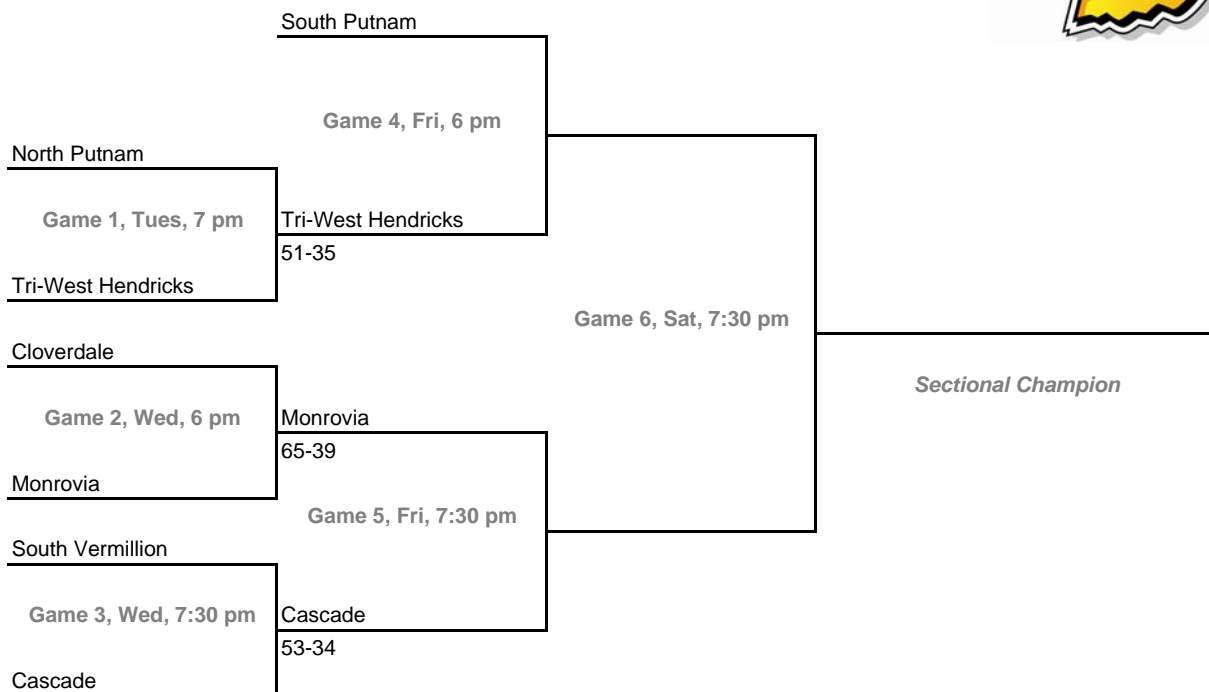 South Putnam
Game 4, Fri, 6 pm
North Putnam
Game 1, Tues, 7 pm
Tri-West Hendricks
51-35
Tri-West Hendricks
Game 6, Sat, 7:30 pm
Cloverdale
Sectional Champion
Game 2, Wed, 6 pm
Monrovia
65-39
Monrovia
Game 5, Fri, 7:30 pm
South Vermillion
Game 3, Wed, 7:30 pm
Cascade
53-34
Cascade